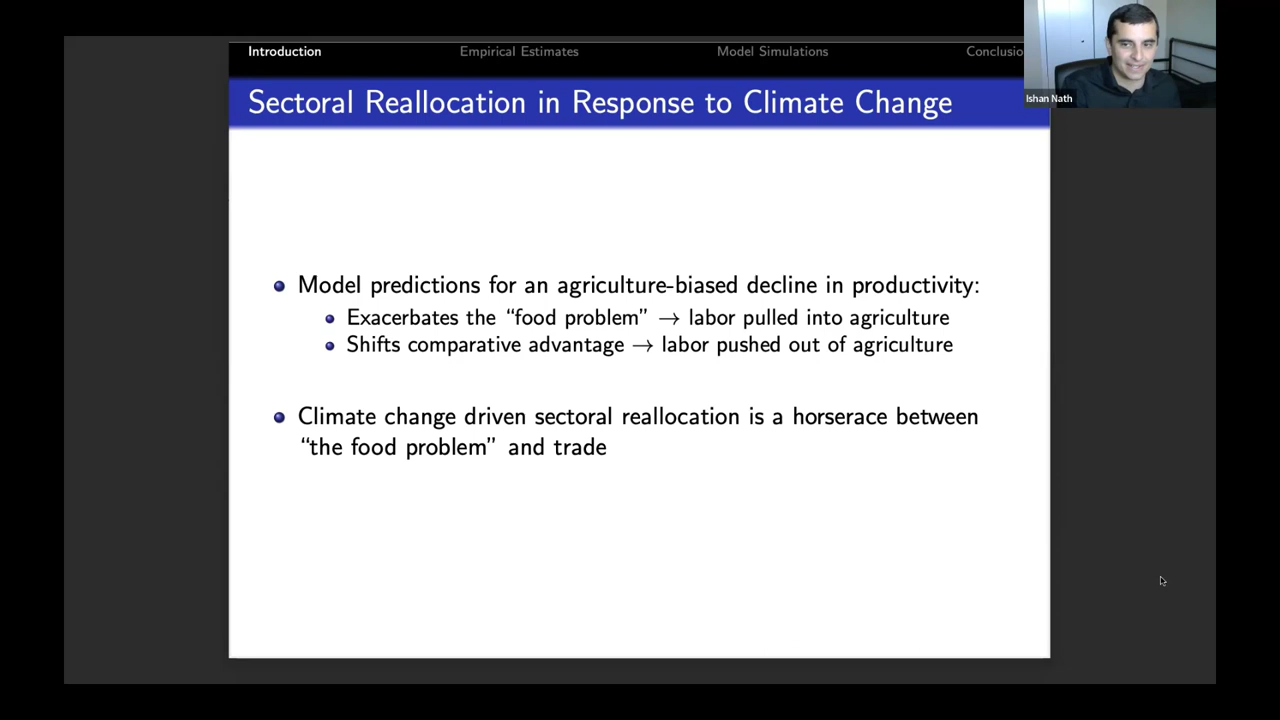 Introduction
Empirical Estimates
Model Simulations
Conclusio
Sectoral Reallocation in Response to Climate Change
Ishan Nath
Model predictions for an agriculture-biased decline in productivity:
Exacerbates the “food problem” → labor pulled into agriculture
Shifts comparative advantage → labor pushed out of agriculture
Climate change driven sectoral reallocation is a horserace between
“the food problem” and trade